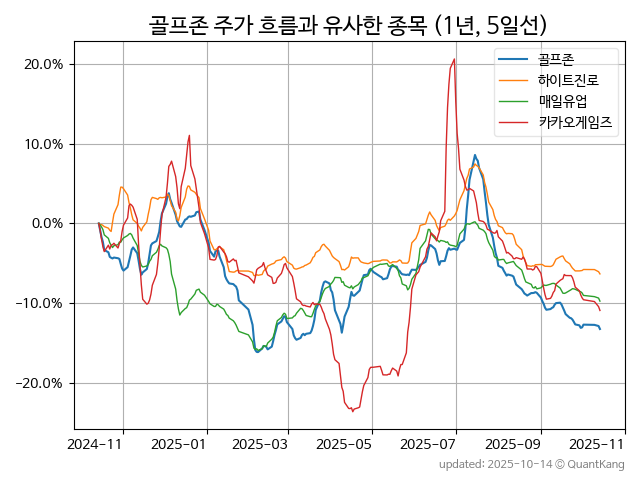 골프존 주가 흐름과 유사한 종목 (1년, 5일선)
골프존
하이트진로
매일유업
카카오게임즈
20.0%
10.0%
0.0%
−10.0%
−20.0%
2024-11 2025-01 2025-03 2025-05 2025-07 2025-09 2025-11
updated: 2025-10-14 © QuantKang